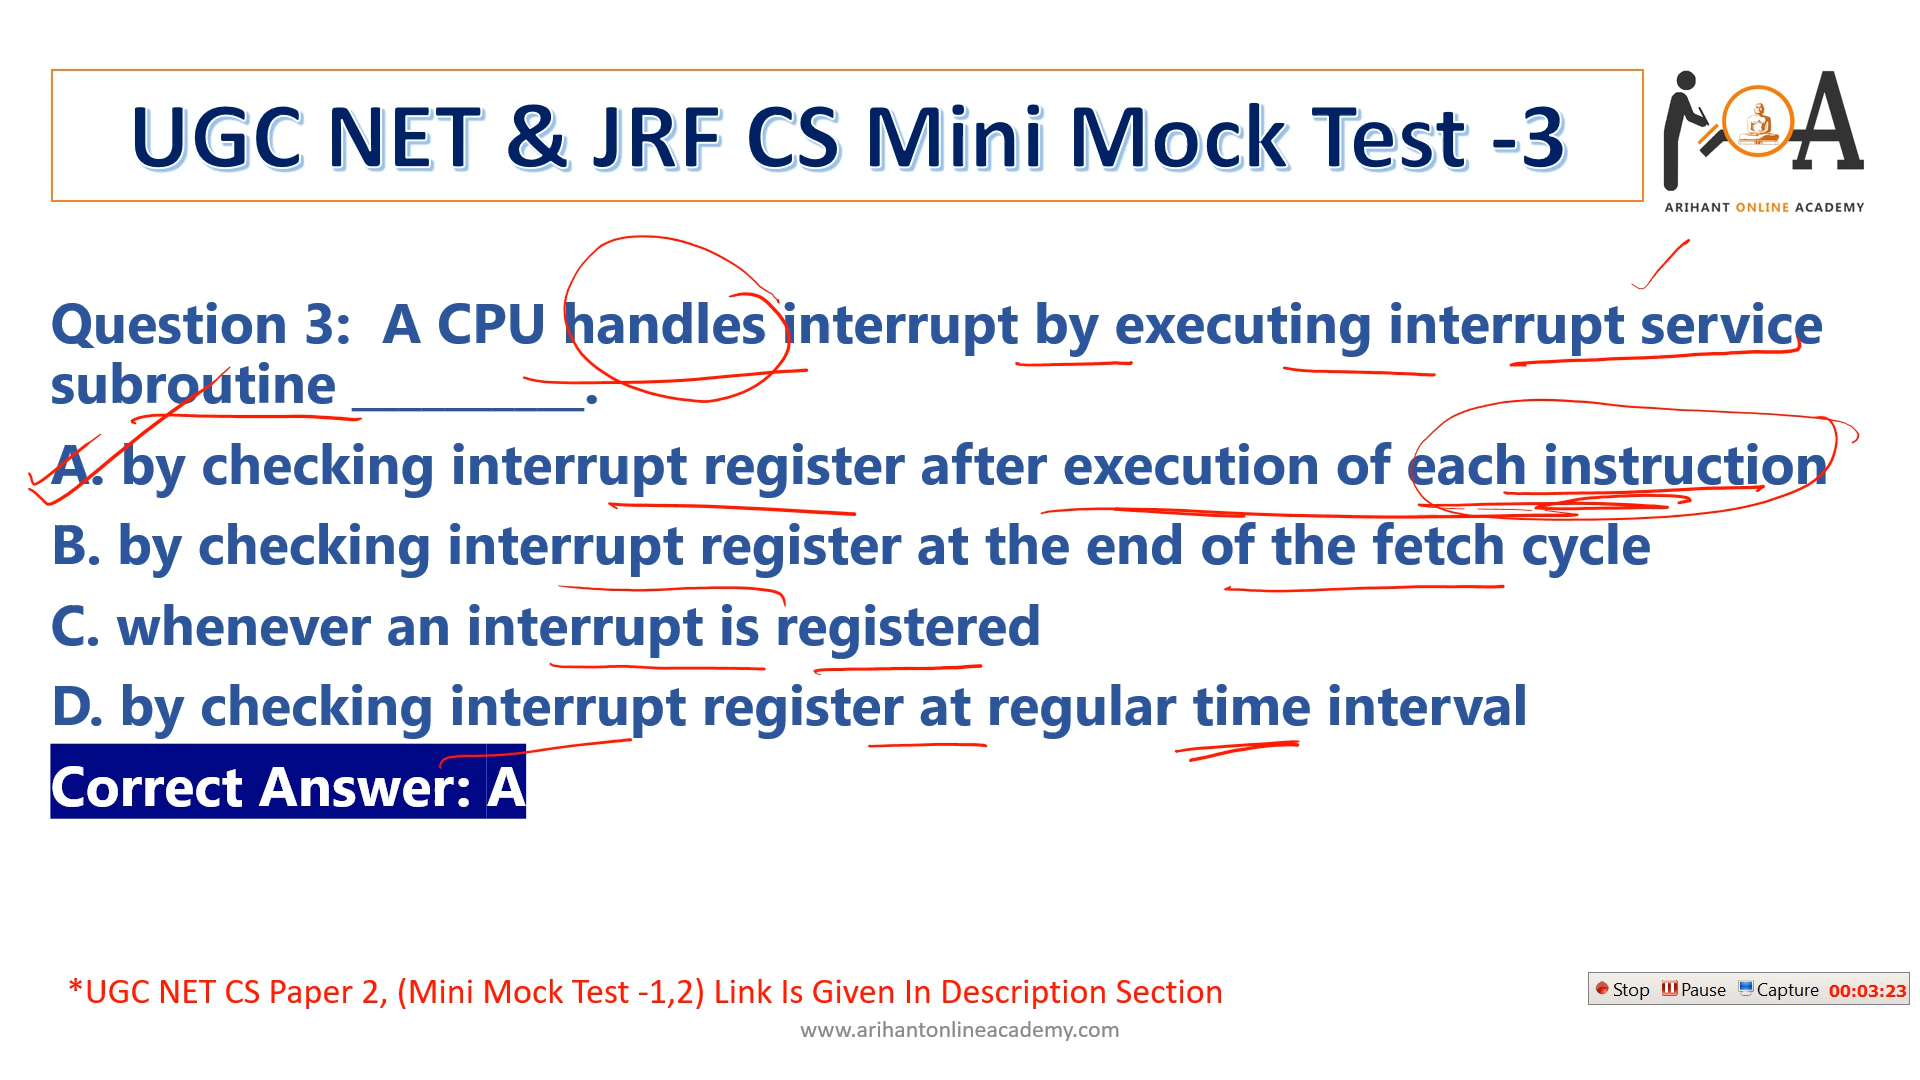 UGC NET & JRF CS Mini Mock Test -3
ARIHANT ONLINE ACADEMY
Question 3:  A CPU handles interrupt by executing interrupt service
subroutine __________.
A. by checking interrupt register after execution of each instruction
B. by checking interrupt register at the end of the fetch cycle
C. whenever an interrupt is registered
D. by checking interrupt register at regular time interval
Correct Answer: A
*UGC NET CS Paper 2, (Mini Mock Test -1,2) Link Is Given In Description Section
Stop Pause Capture 00:03:23
www.arihantonlineacademy.com